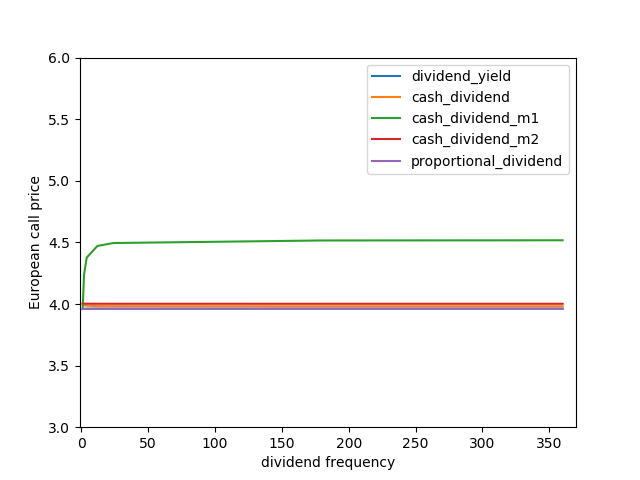 6.0
5.5
5.0
4.5
4.0
3.5
3.0
European call price
0
50
100
150
200
250
300
350
dividend frequency
dividend_yield
cash_dividend
cash_dividend_m1
cash_dividend_m2
proportional_dividend